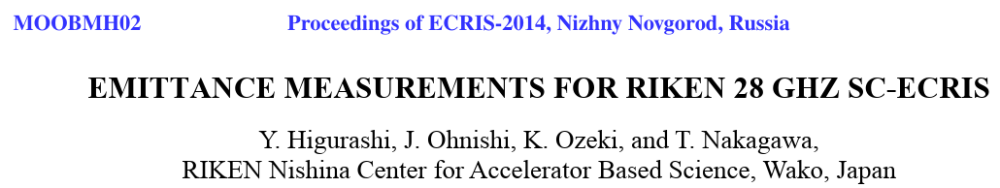 MOOBMH02 Proceedings of ECRIS-2014, Nizhny Novgorod, Russia
EMITTANCE MEASUREMENTS FOR RIKEN 28 GHZ SC-ECRIS
Y. Higurashi, J. Ohnishi, K. Ozeki, and T. Nakagawa,
RIKEN Nishina Center for Accelerator Based Science, Wako, Japan